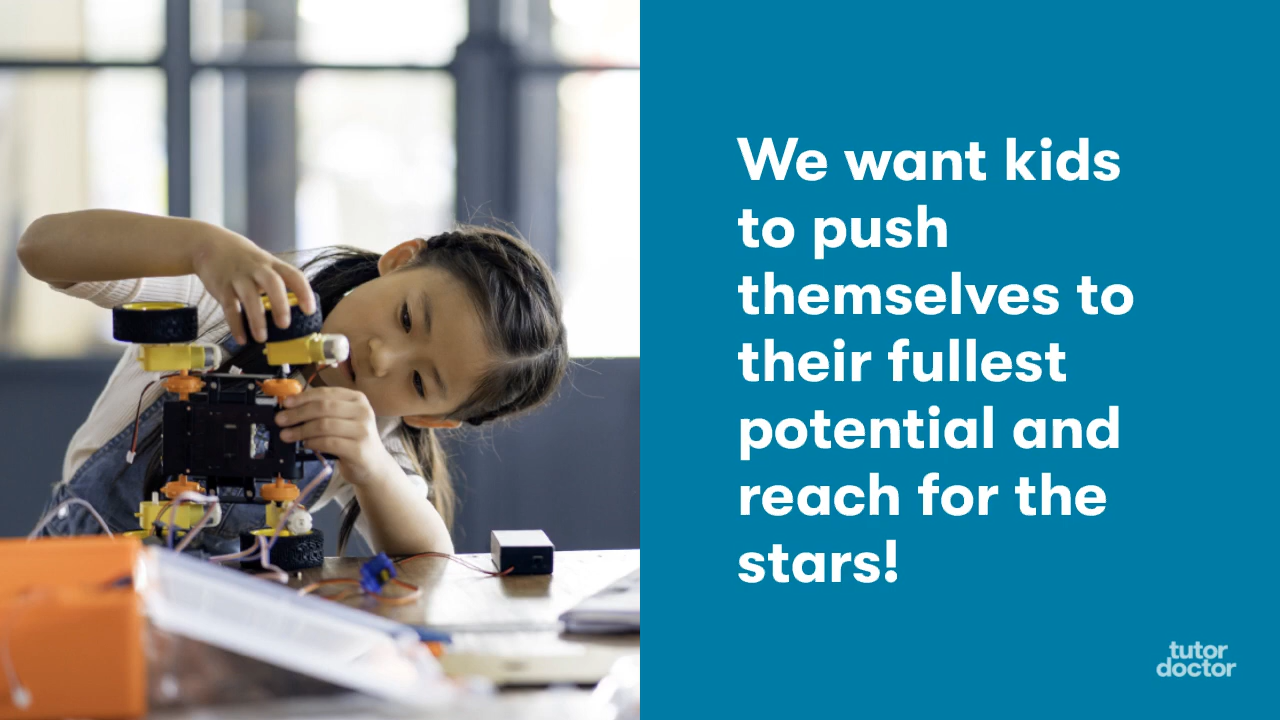 We want kids
to push
themselves to
their fullest
potential and
reach for the
stars!
tutor
doctor